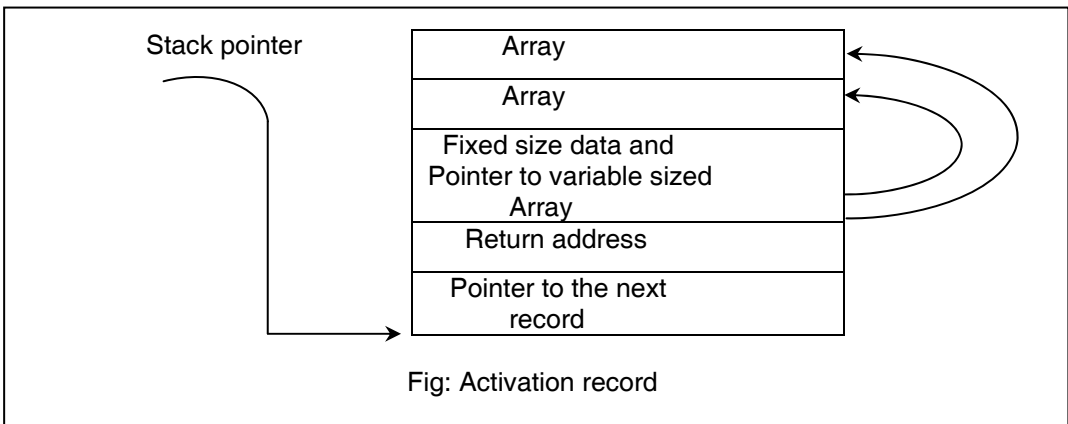 Stack pointer
Array
Array
Fixed size data and
Pointer to variable sized
Array
Return address
Pointer to the next
record
Fig: Activation record